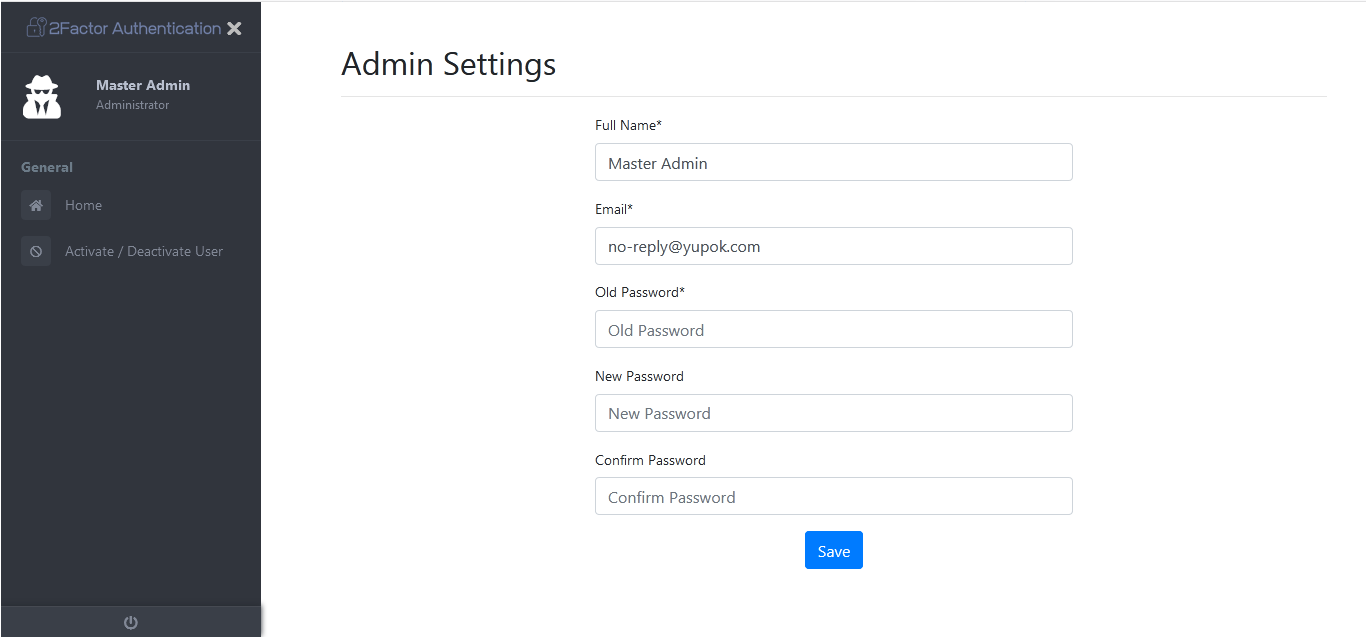 2Factor Authentication
Master Admin
Administrator
General
Home
Activate / Deactivate User
Admin Settings
Full Name*
Master Admin
Email*
no-reply@yupok.com
Old Password*
Old Password
New Password
New Password
Confirm Password
Confirm Password
Save